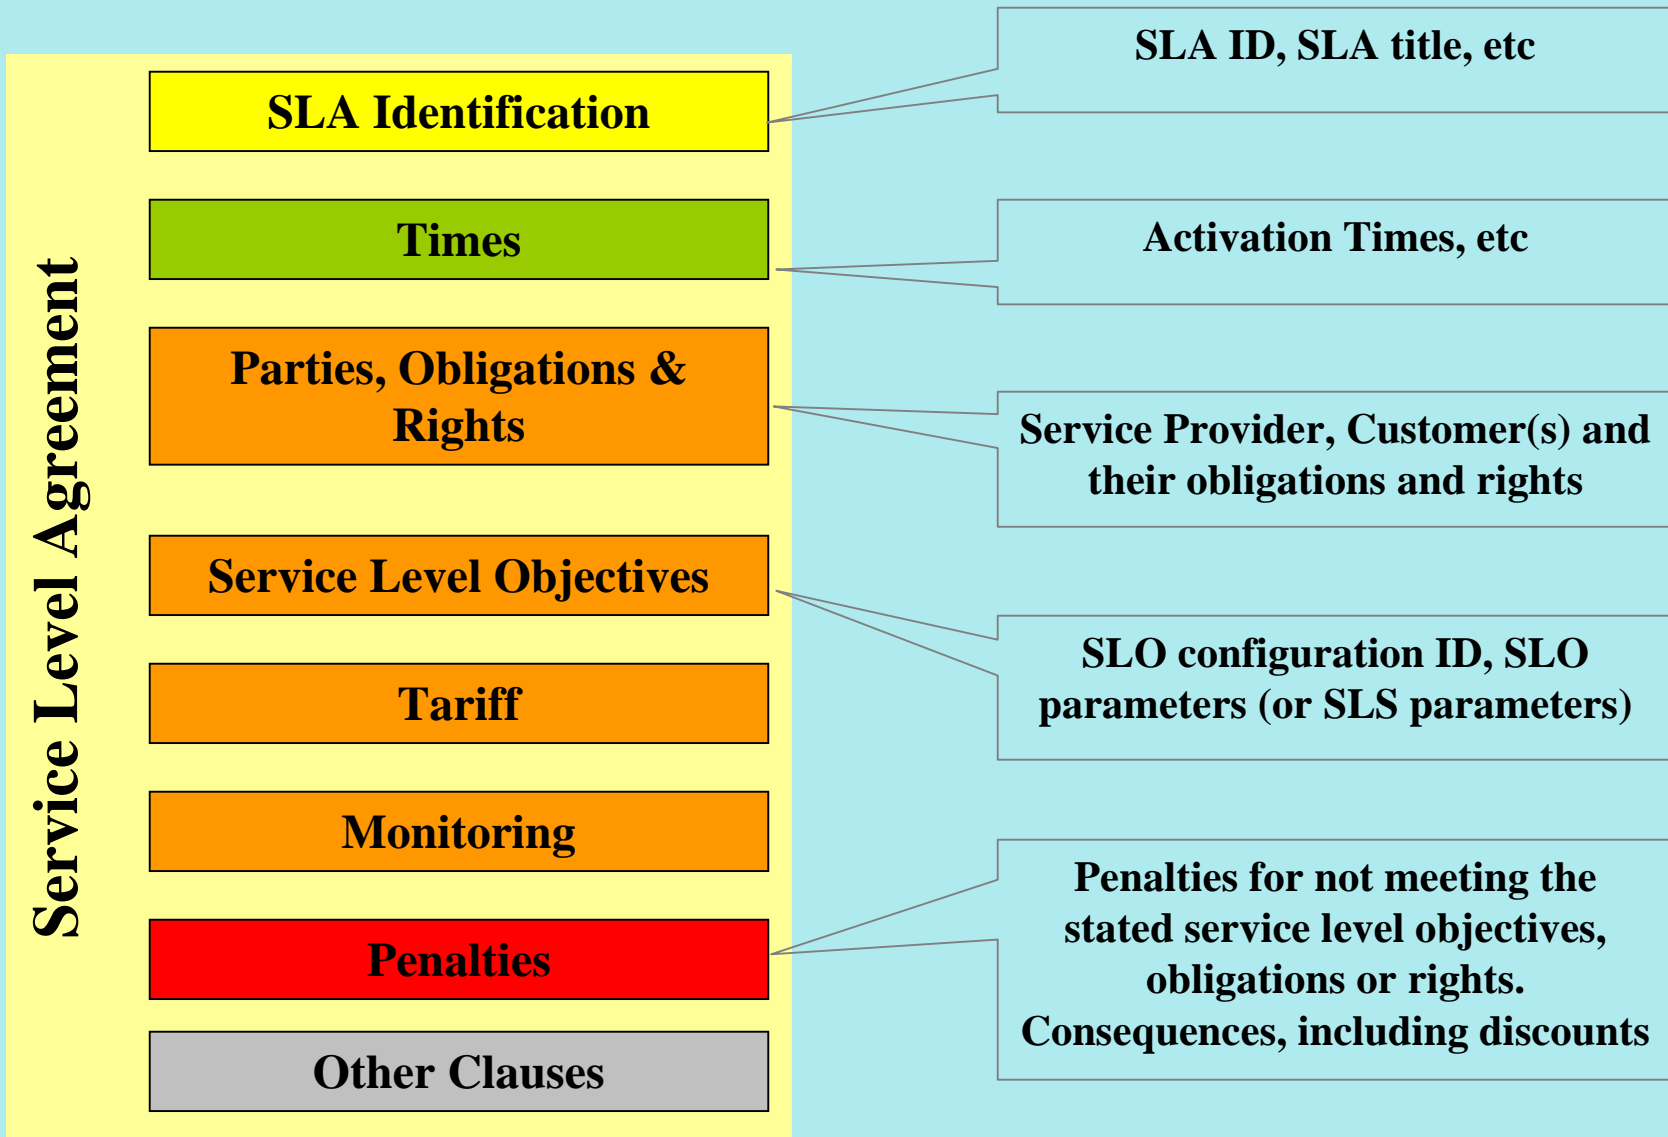 Service Level Agreement
SLA Identification
SLA ID, SLA title, etc
Times
Activation Times, etc
Parties, Obligations &
Rights
Service Provider, Customer(s) and
their obligations and rights
Service Level Objectives
SLO configuration ID, SLO
parameters (or SLS parameters)
Tariff
Monitoring
Penalties
Penalties for not meeting the
stated service level objectives,
obligations or rights.
Consequences, including discounts
Other Clauses